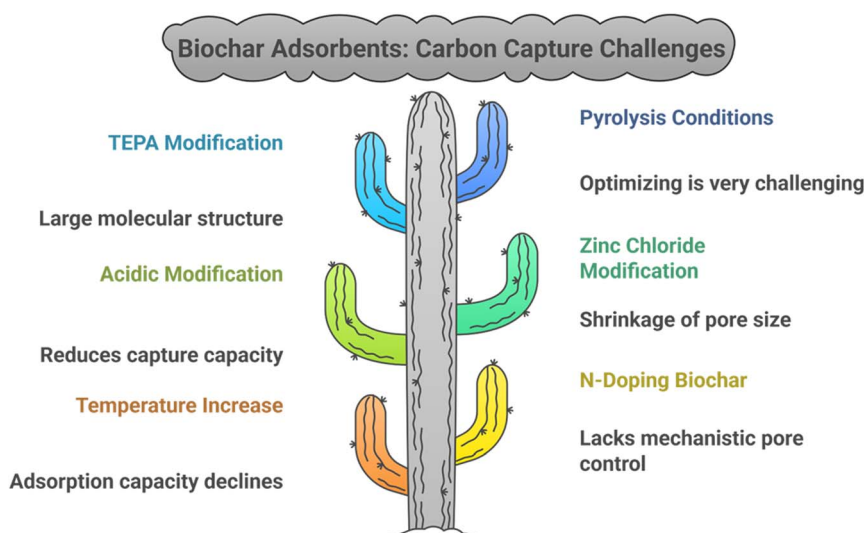 Biochar Adsorbents: Carbon Capture Challenges
TEPA Modification
Large molecular structure
Acidic Modification
Reduces capture capacity
Temperature Increase
Adsorption capacity declines
Pyrolysis Conditions
Optimizing is very challenging
Zinc Chloride
Modification
Shrinkage of pore size
N-Doping Biochar
Lacks mechanistic pore
control